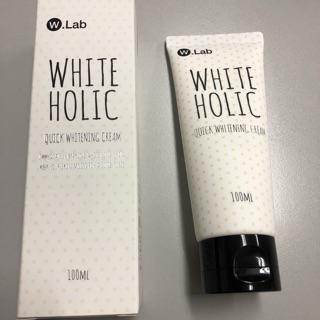 W.Lab
WHITE
HOLIC
QUICK WHITENING CREAM
100ML
W.Lab
WHITE
HOLIC
QUICK WHITENING CREAM
100ML